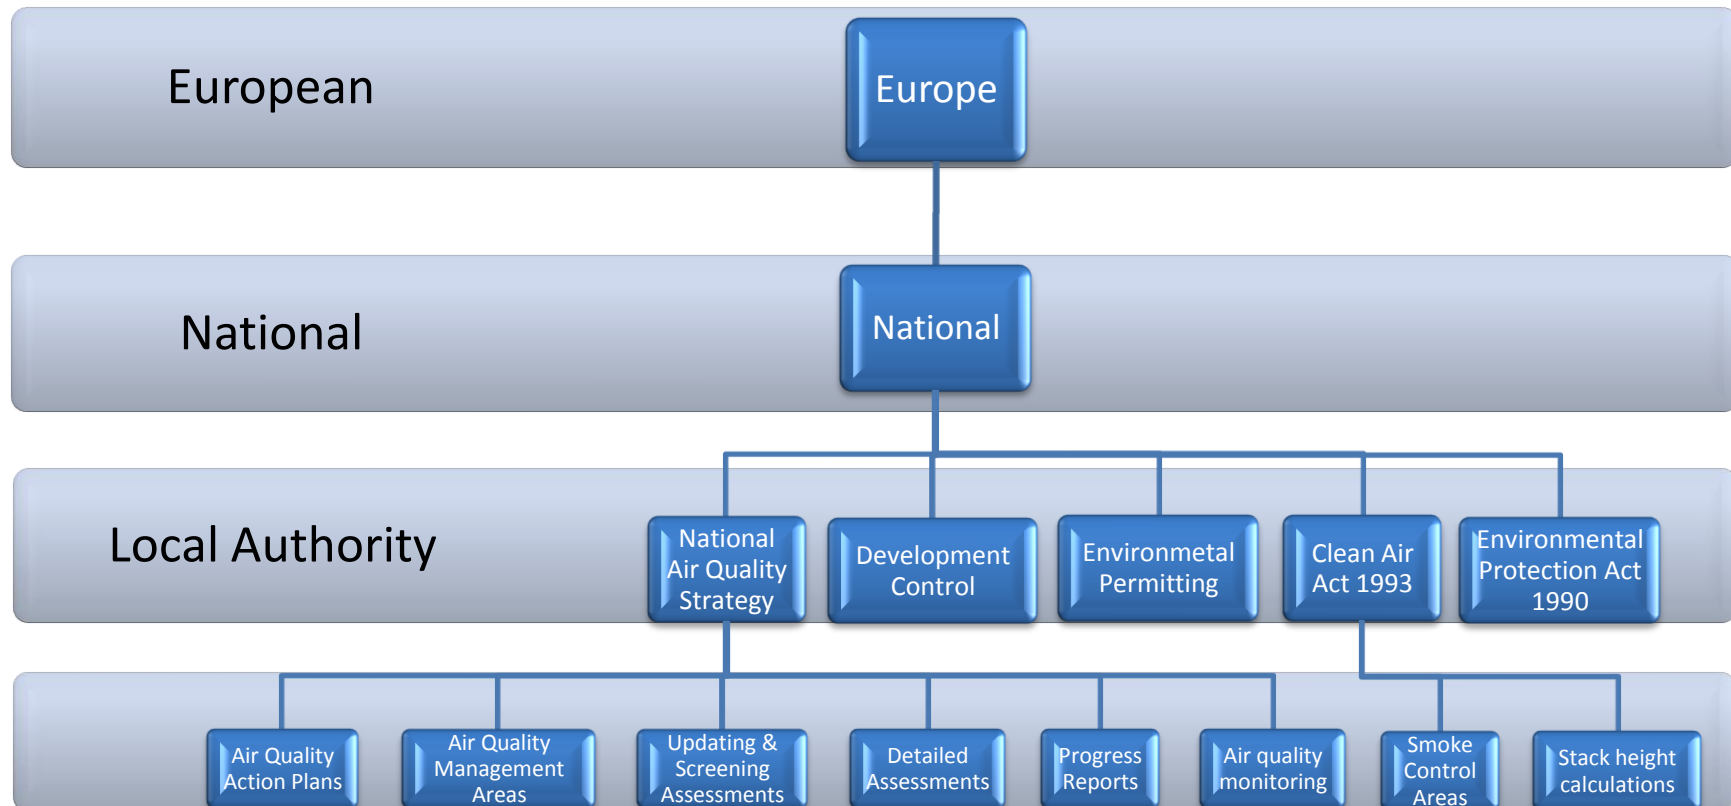 European
Europe
National
National
Local Authority
National
Air Quality
Strategy
Development
Control
Environmetal
Permitting
Clean Air
Act 1993
Environmental
Protection Act
1990
Air Quality
Action Plans
Air Quality
Management
Areas
Updating &
Screening
Assessments
Detailed
Assessments
Progress
Reports
Air quality
monitoring
Smoke
Control
Areas
Stack height
calculations